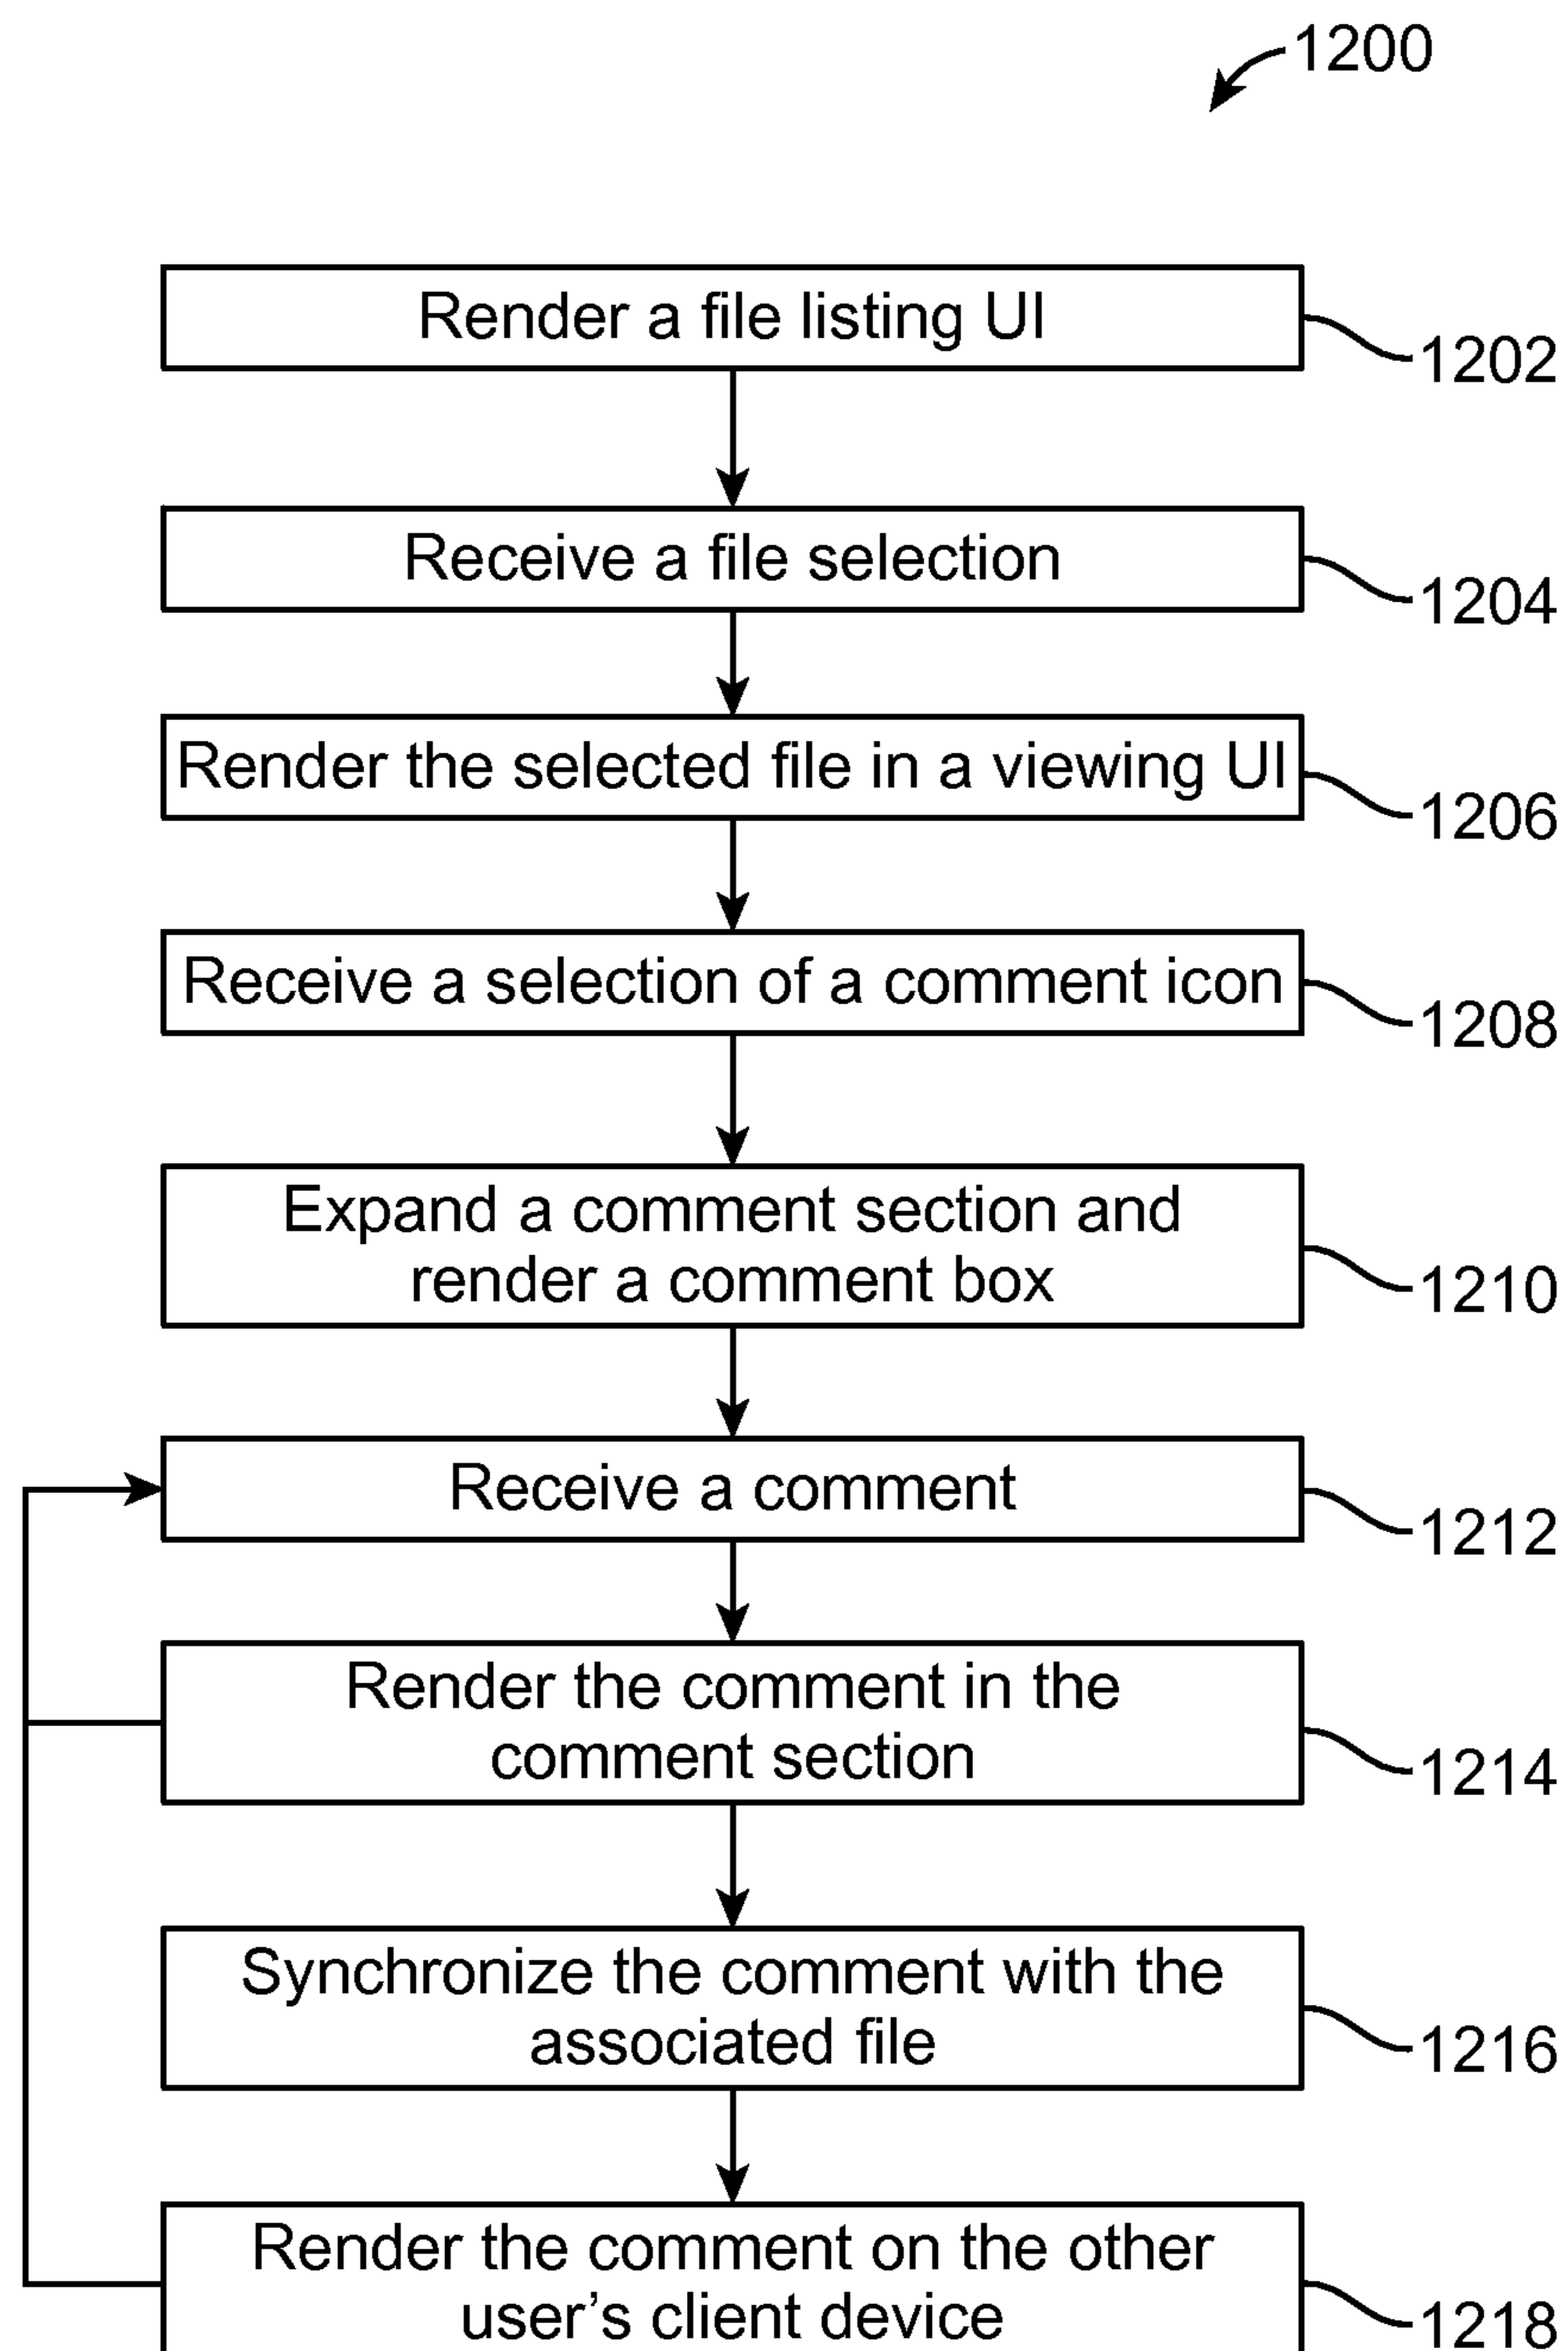 1200
Render a file listing UI
1202
Receive a file selection
1204
Render the selected file in a viewing UI
1206
Receive a selection of a comment icon
1208
Expand a comment section and
render a comment box
1210
Receive a comment
1212
Render the comment in the
comment section
1214
Synchronize the comment with the
associated file
1216
Render the comment on the other
user’s client device
1218